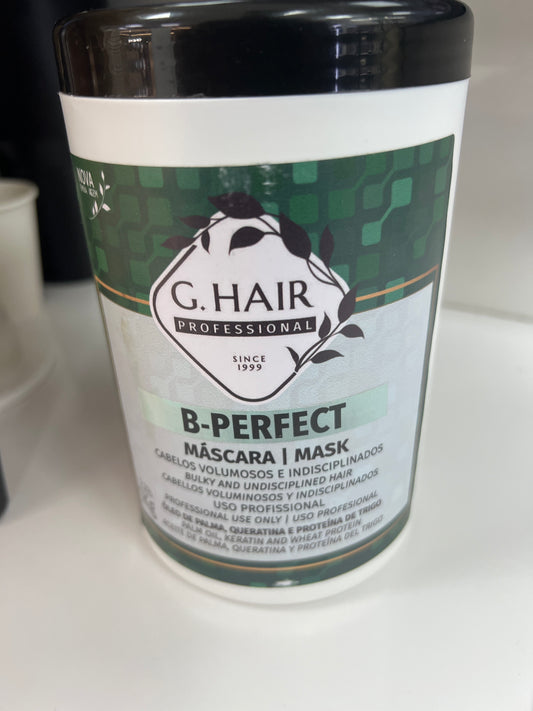 NOVA
G.HAIR
PROFESSIONAL
SINCE
1999
B-PERFECT
MÁSCARA | MASK
CABELOS VOLUMOSOS E INDISCIPLINADOS
BULKY AND UNDISCIPLINED HAIR
CABELLOS VOLUMINOSOS Y INDISCIPLINADOS
USO PROFISSIONAL
PROFESSIONAL USE ONLY | USO PROFESIONAL
ÓLEO DE PALMA, QUERATINA E PROTEÍNA DE TRIGO
PALM OIL, KERATIN AND WHEAT PROTEIN
ACEITE DE PALMA, QUERATINA Y PROTEÍNA DEL TRIGO